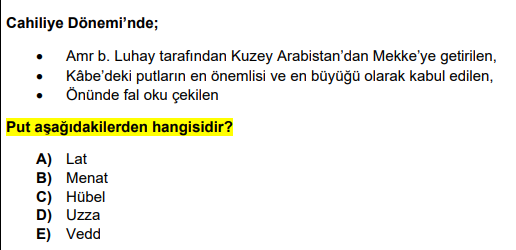 Cahiliye Dönemi’nde;
• Amr b. Luhay tarafından Kuzey Arabistan’dan Mekke’ye getirilen,
• Kâbe’deki putların en önemlisi ve en büyüğü olarak kabul edilen,
• Önünde fal oku çekilen
Put aşağıdakilerden hangisidir?
A) Lat
B) Menat
C) Hübel
D) Uzza
E) Vedd